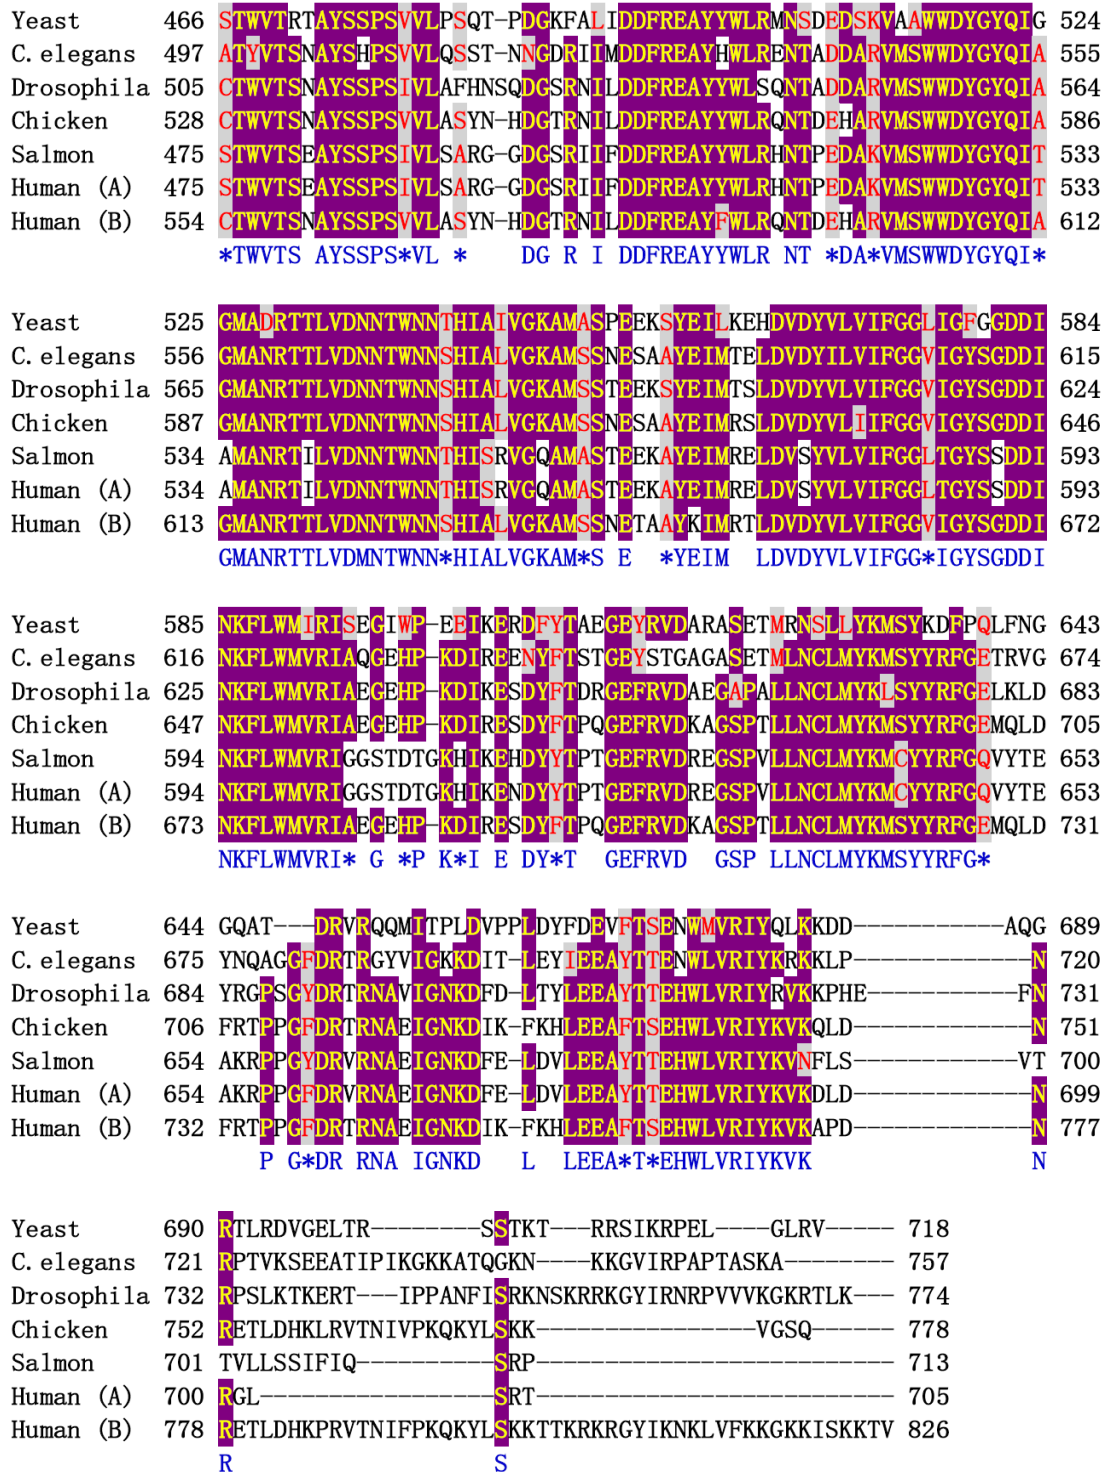 Yeast 466 STWVTRTAYSSPSVVLPSQT-PDGKFALIDDFREAYYWLRMNSDEDSKVAAWWDYGYQIG 524
C.elegans 497 ATYVTSNAYSHPSVVLQSST-NNGDRIIMDDFREAYHWLRENTADDARVMSWWDYGYQIA 555
Drosophila 505 CTWVTSNAYSSPSIVLAFHNSQDGSRNILDDFREAYYWLSQNTADDARVMSWWDYGYQIA 564
Chicken 528 CTWVTSNAYSSPSIVLASYN-HDGTRNILDDFREAYYWLRQNTDEHARVMSWWDYGYQIA 586
Salmon 475 STWVTSEAYSSPSIVLSARG-GDGSRIIFDDFREAYYWLRHNTPEDAKVMSWWDYGYQIT 533
Human (A) 475 STWVTSEAYSSPSIVLSARG-GDGSRIIFDDFREAYYWLRHNTPEDAKVMSWWDYGYQIT 533
Human (B) 554 CTWVTSNAYSSPSVVLASYN-HDGTRNILDDFREAYFWLRQNTDEHARVMSWWDYGYQIA 612
*TWVTS AYSSPS*VL * DG R I DDFREAYYWLR NT *DA*VMSWWDYGYQI*
Yeast 525 GMADRTTLVDNNTWNNTHIAIVGKAMASPEEKSYEILKEHDVDYVLVIFGGLIGFGGDDI 584
C.elegans 556 GMANRTTLVDNNTWNNSHIALVGKAMSSNESAAYEIMTELDVDYILVIFGGVIGYSGDDI 615
Drosophila 565 GMANRTTLVDNNTWNNSHIALVGKAMSSTEEKSYEIMTSLDVDYVLVIFGGVIGYSGDDI 624
Chicken 587 GMANRTTLVDNNTWNNSHIALVGKAMSSNESAAYEIMRSLDVDYVLIIFGGVIGYSGDDI 646
Salmon 534 AMANRTILVDNNTWNNTHISRVGQAMASTEEKAYEIMRELDVSYVLVIFGGLTGYSSDDI 593
Human (A) 534 AMANRTILVDNNTWNNTHISRVGQAMASTEEKAYEIMRELDVSYVLVIFGGLTGYSSDDI 593
Human (B) 613 GMANRTTLVDNNTWNNSHIALVGKAMSSNETAAYKIMRTLDVDYVLVIFGGVIGYSGDDI 672
GMANRTTLVDMNTWNN*HIALVGKAM*S E *YEIM LDVDYVLVIFGG*IGYSGDDI
Yeast 585 NKFLWMIRISEGIWP-EEIKERDFYTAEGEYRVDARASETMRNSLLYKMSYKDFPQLFNG 643
C.elegans 616 NKFLWMVRIAQGEHP-KDIREENYFTSTGEYSTGAGASETMLNCLMYKMSYYRFGETRVG 674
Drosophila 625 NKFLWMVRIAEGEHP-KDIKESDYFTDRGEFRVDAEGAPALLNCLMYKLSYYRFGELKLD 683
Chicken 647 NKFLWMVRIAEGEHP-KDIRESDYFTPQGEFRVDKAGSPTLLNCLMYKMSYYRFGEMQLD 705
Salmon 594 NKFLWMVRIGGSTDTGKHIKEHDYYTPTGEFRVDREGSPVLLNCLMYKMCYYRFGQVYTE 653
Human (A) 594 NKFLWMVRIGGSTDTGKHIKENDYYTPTGEFRVDREGSPVLLNCLMYKMCYYRFGQVYTE 653
Human (B) 673 NKFLWMVRIAEGEHP-KDIRESDYFTPQGEFRVDKAGSPTLLNCLMYKMSYYRFGEMQLD 731
NKFLWMVRI* G *P K*I E DY*T GEFRVD GSP LLNCLMYKMSYYRFG*
Yeast 644 GQAT---DRVRQQMITPLDVPPLDYFDEVFTSENWMVRIYQLKKDD-----------AQG 689
C.elegans 675 YNQAGGFDRTRGYVIGKKDIT-LEYIEEAYTTENWLVRIYKRKKLP-------------N 720
Drosophila 684 YRGPSGYDRTRNAVIGNKDFD-LTYLEEAYTTEHWLVRIYRVKKPHE-----------FN 731
Chicken 706 FRTPPGFDRTRNAEIGNKDIK-FKHLEEAFTSEHWLVRIYKVKQLD-------------N 751
Salmon 654 AKRPPGYDRVRNAEIGNKDFE-LDVLEEAYTTEHWLVRIYKVNFLS------------VT 700
Human (A) 654 AKRPPGFDRVRNAEIGNKDFE-LDVLEEAYTTEHWLVRIYKVKDLD-------------N 699
Human (B) 732 FRTPPGFDRTRNAEIGNKDIK-FKHLEEAFTSEHWLVRIYKVKAPD-------------N 777
P G*DR RNA IGNKD L LEEA*T*EHWLVRIYKVK N
Yeast 690 RTLRDVGELTR--------SSTKT---RRSIKRPEL----GLRV----- 718
C.elegans 721 RPTVKSEEATIPIKGKKATQGKN----KKGVIRPAPTASKA-------- 757
Drosophila 732 RPSLKTKERT---IPPANFISRKNSKRRKGYIRNRPVVVKGKRTLK--- 774
Chicken 752 RETLDHKLRVTNIVPKQKYLSKK----------------VGSQ------ 778
Salmon 701 TVLLSSIFIQ----------SRP-------------------------- 713
Human (A) 700 RGL-----------------SRT-------------------------- 705
Human (B) 778 RETLDHKPRVTNIFPKQKYLSKKTTKRKRGYIKNKLVFKKGKKISKKTV 826
R S